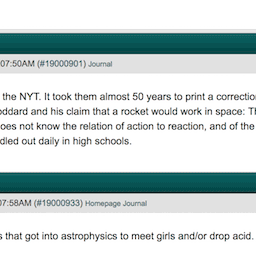 07:50AM (#19000901) Journal
the NYT. It took them almost 50 years to print a correction
ddard and his claim that a rocket would work in space: Th
oes not know the relation of action to reaction, and of the
dled out daily in high schools.
07:58AM (#19000933) Homepage Journal
s that got into astrophysics to meet girls and/or drop acid.